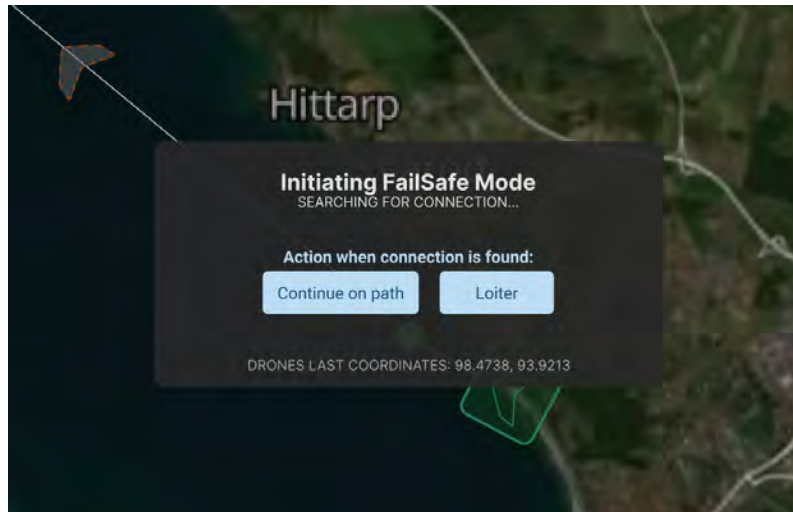 Hittarp
Initiating FailSafe Mode
SEARCHING FOR CONNECTION...
Action when connection is found:
Continue on path
Loiter
DRONES LAST COORDINATES: 98.4738, 93.9213